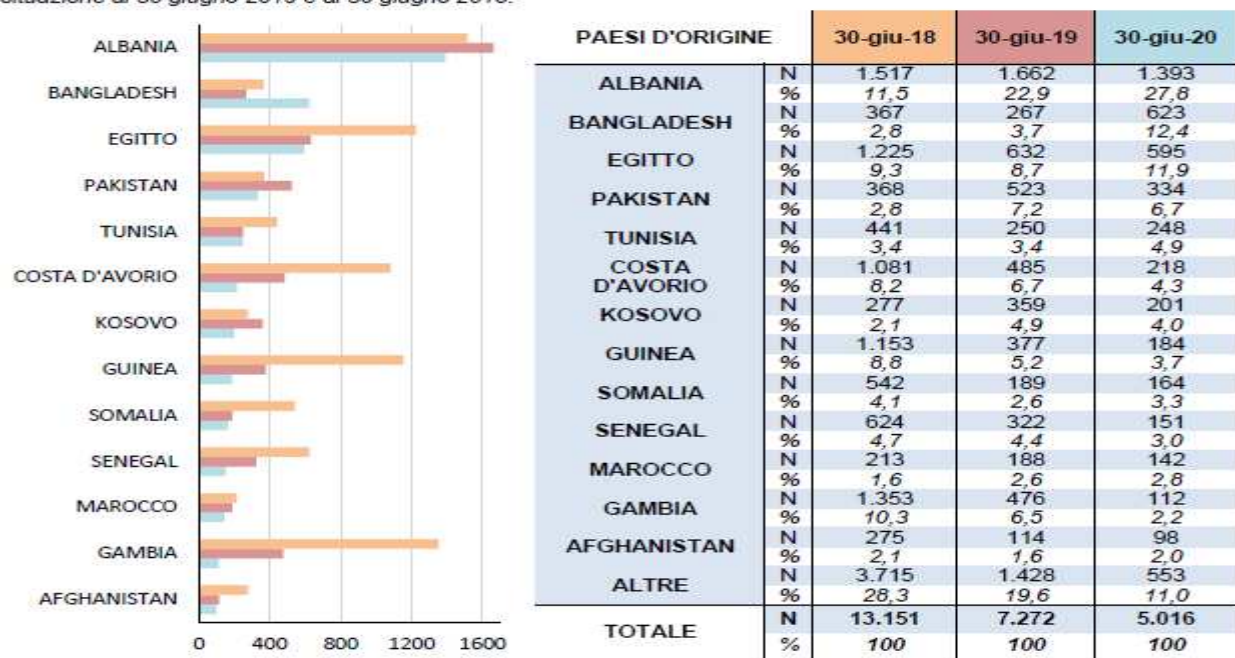 situazione al 30 giugno 2019 e al 30 giugno 2018.
ALBANIA
BANGLADESH
EGITTO
PAKISTAN
TUNISIA
COSTA D'AVORIO
KOSOVO
GUINEA
SOMALIA
SENEGAL
MAROCCO
GAMBIA
AFGHANISTAN
0 400 800 1200 1600
PAESI D'ORIGINE 30-giu-18 30-giu-19 30-giu-20
ALBANIA N 1.517 1.662 1.393
% 11,5 22,9 27,8
BANGLADESH N 367 267 623
% 2,8 3,7 12,4
EGITTO N 1.225 632 595
% 9,3 8,7 11,9
PAKISTAN N 368 523 334
% 2,8 7,2 6,7
TUNISIA N 441 250 248
% 3,4 3,4 4,9
COSTA N 1.081 485 218
D'AVORIO % 8,2 6,7 4,3
KOSOVO N 277 359 201
% 2,1 4,9 4,0
GUINEA N 1.153 377 184
% 8,8 5,2 3,7
SOMALIA N 542 189 164
% 4,1 2,6 3,3
SENEGAL N 624 322 151
% 4,7 4,4 3,0
MAROCCO N 213 188 142
% 1,6 2,6 2,8
GAMBIA N 1.353 476 112
% 10,3 6,5 2,2
AFGHANISTAN N 275 114 98
% 2,1 1,6 2,0
ALTRE N 3.715 1.428 553
% 28,3 19,6 11,0
TOTALE N 13.151 7.272 5.016
% 100 100 100